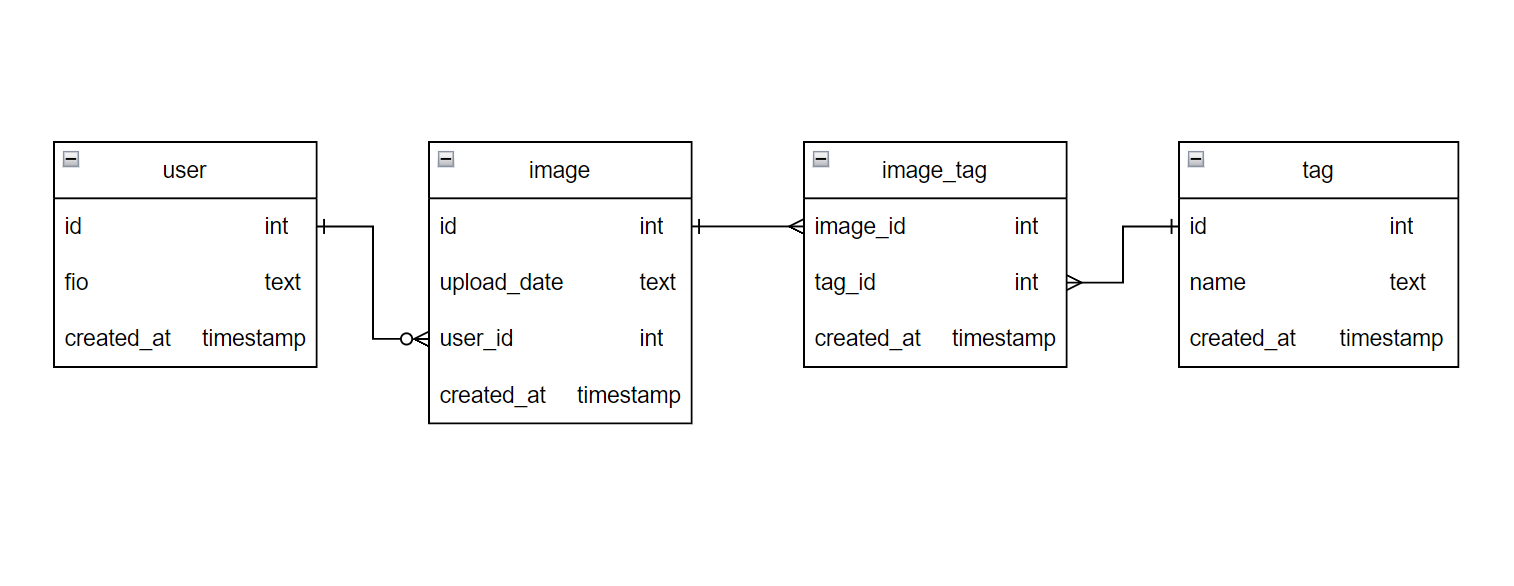 user
id int
fio text
created_at timestamp
image
id int
upload_date text
user_id int
created_at timestamp
image_tag
image_id int
tag_id int
created_at timestamp
tag
id int
name text
created_at timestamp